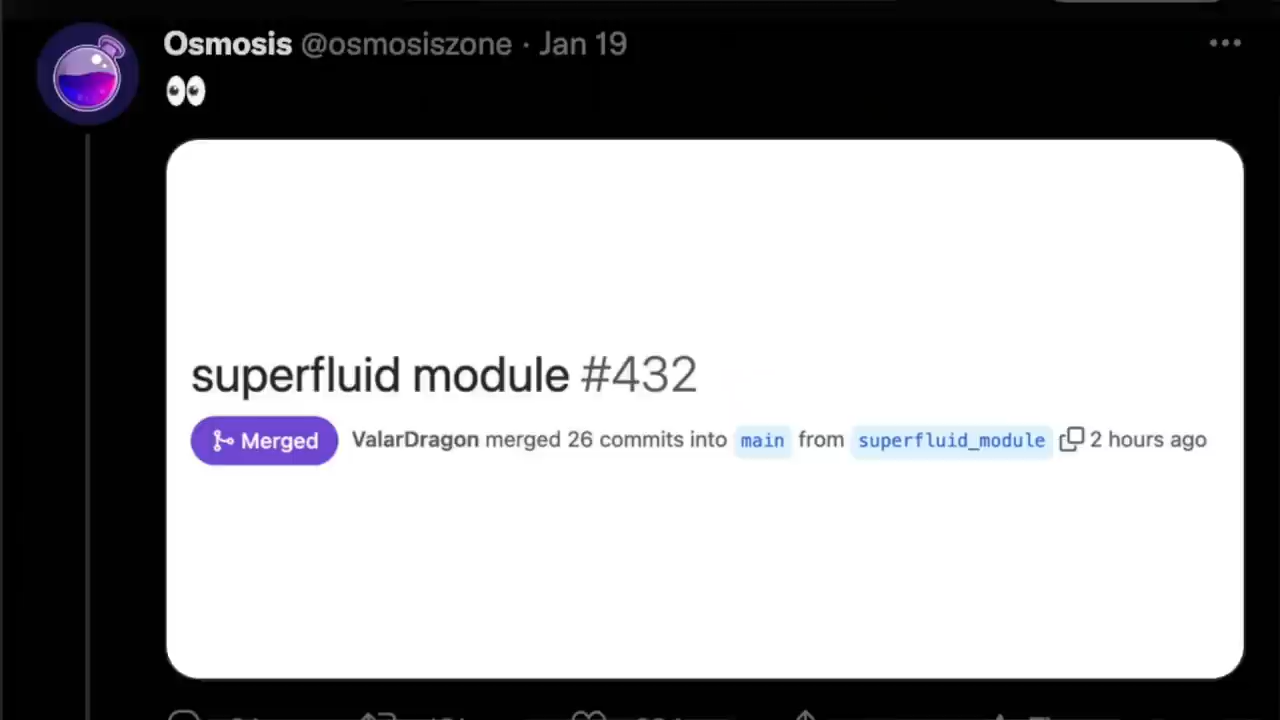 Osmosis @osmosiszone · Jan 19
👀
superfluid module #432
Merged ValarDragon merged 26 commits into main from superfluid_module 2 hours ago